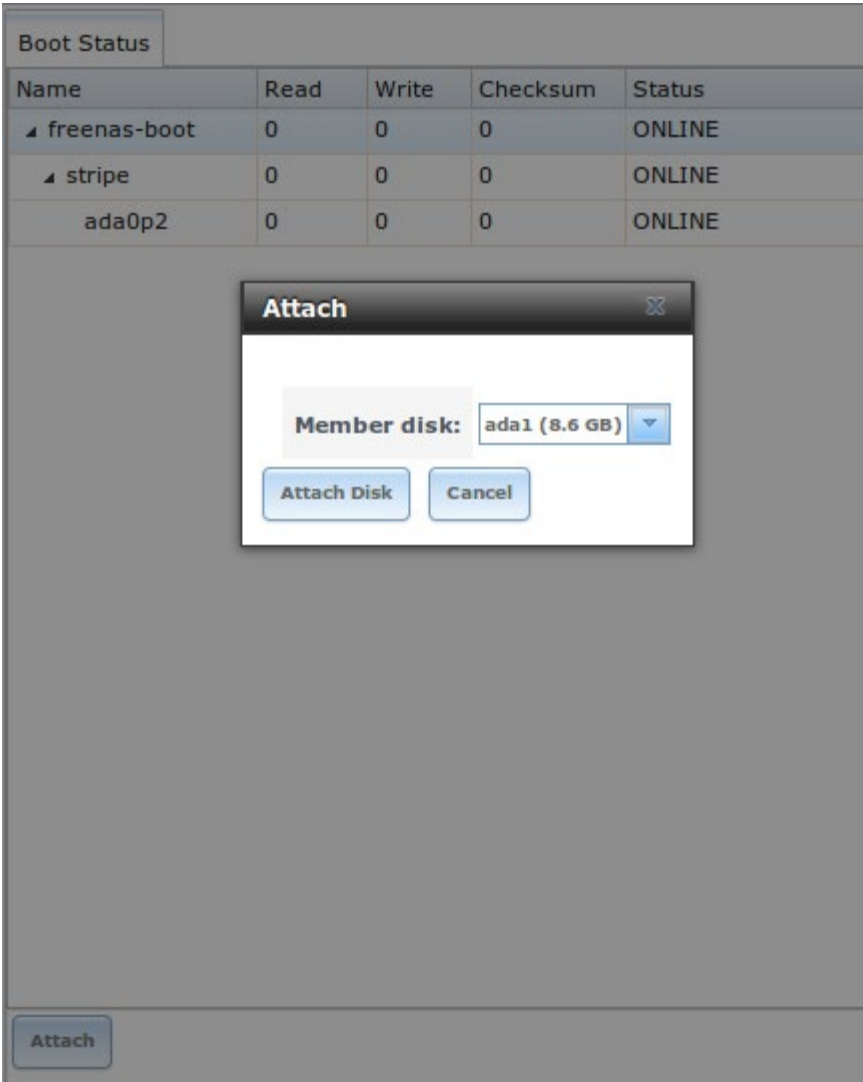 Boot Status
Name Read Write Checksum Status
freenas-boot 0 0 0 ONLINE
stripe 0 0 0 ONLINE
ada0p2 0 0 0 ONLINE
Attach
Member disk: ada1 (8.6 GB)
Attach Disk Cancel
Attach